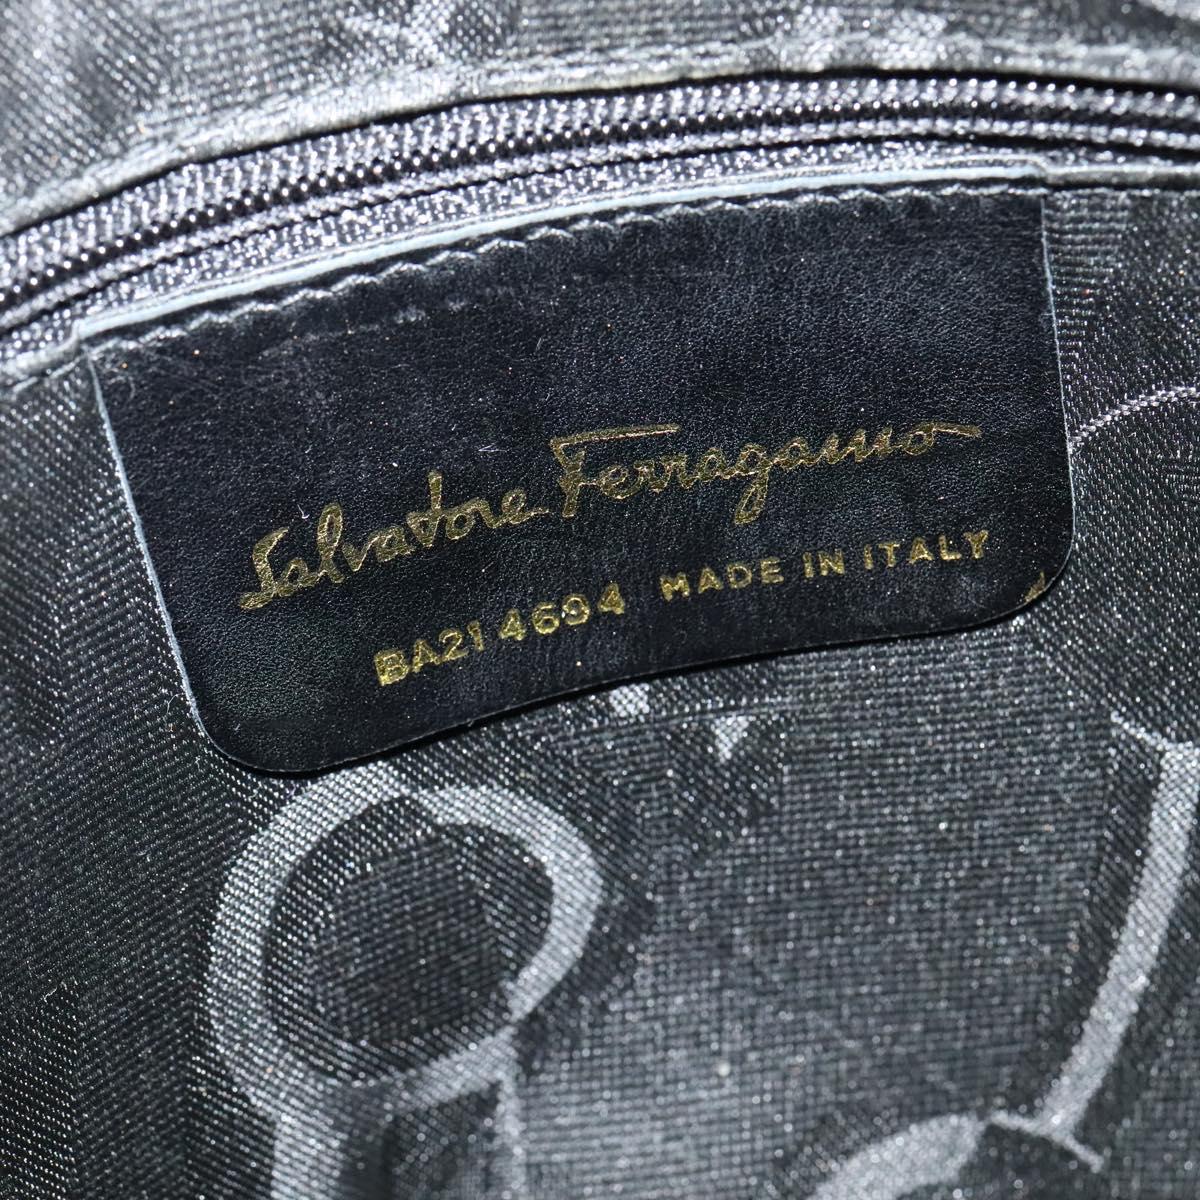 Salvatore Ferragamo
BA21 4694 MADE IN ITALY